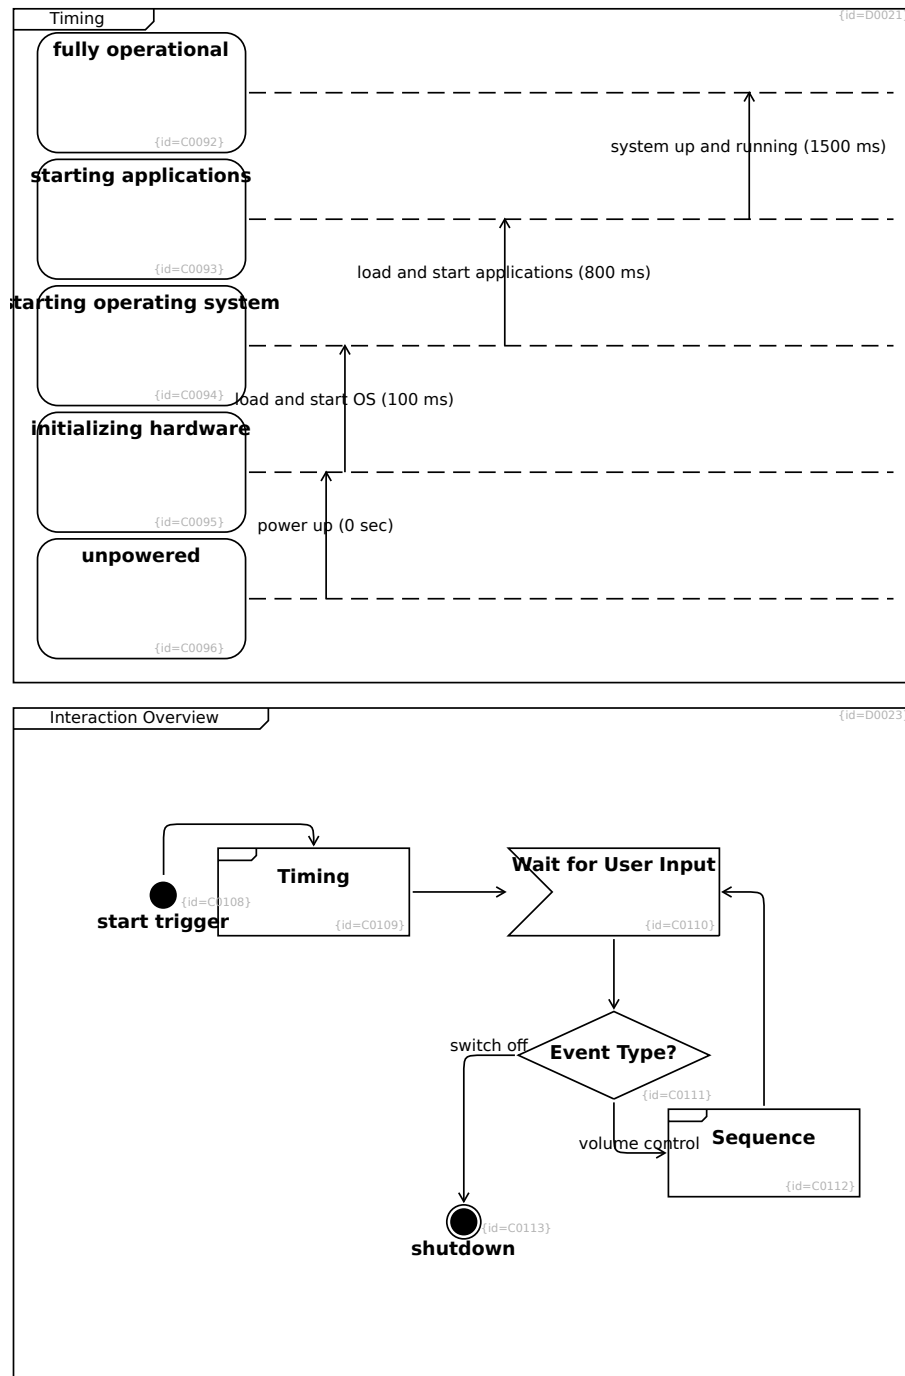 Timing
{id=D0021}
fully operational
{id=C0092}
system up and running (1500 ms)
starting applications
{id=C0093}
load and start applications (800 ms)
starting operating system
{id=C0094}
load and start OS (100 ms)
initializing hardware
{id=C0095}
power up (0 sec)
unpowered
{id=C0096}
Interaction Overview
{id=D0023}
Timing
{id=C0109}
start trigger
{id=C0108}
Wait for User Input
{id=C0110}
Event Type?
{id=C0111}
switch off
volume control
Sequence
{id=C0112}
shutdown
{id=C0113}